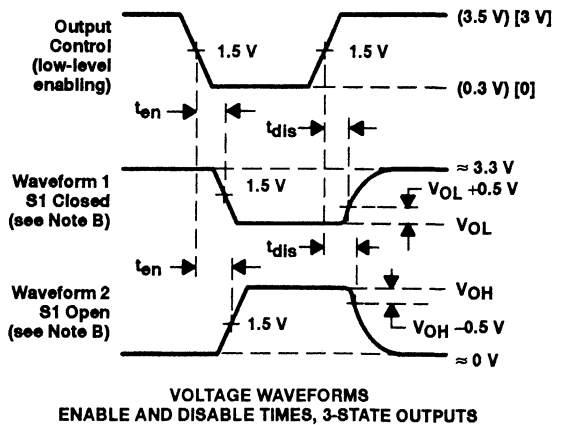 Output
Control
(low-level
enabling)
1.5 V
1.5 V
(3.5 V) [3 V]
(0.3 V) [0]
ten
tdis
Waveform 1
S1 Closed
(see Note B)
1.5 V
≈ 3.3 V
VOL +0.5 V
VOL
ten
tdis
Waveform 2
S1 Open
(see Note B)
1.5 V
VOH
VOH −0.5 V
≈ 0 V
VOLTAGE WAVEFORMS
ENABLE AND DISABLE TIMES, 3-STATE OUTPUTS